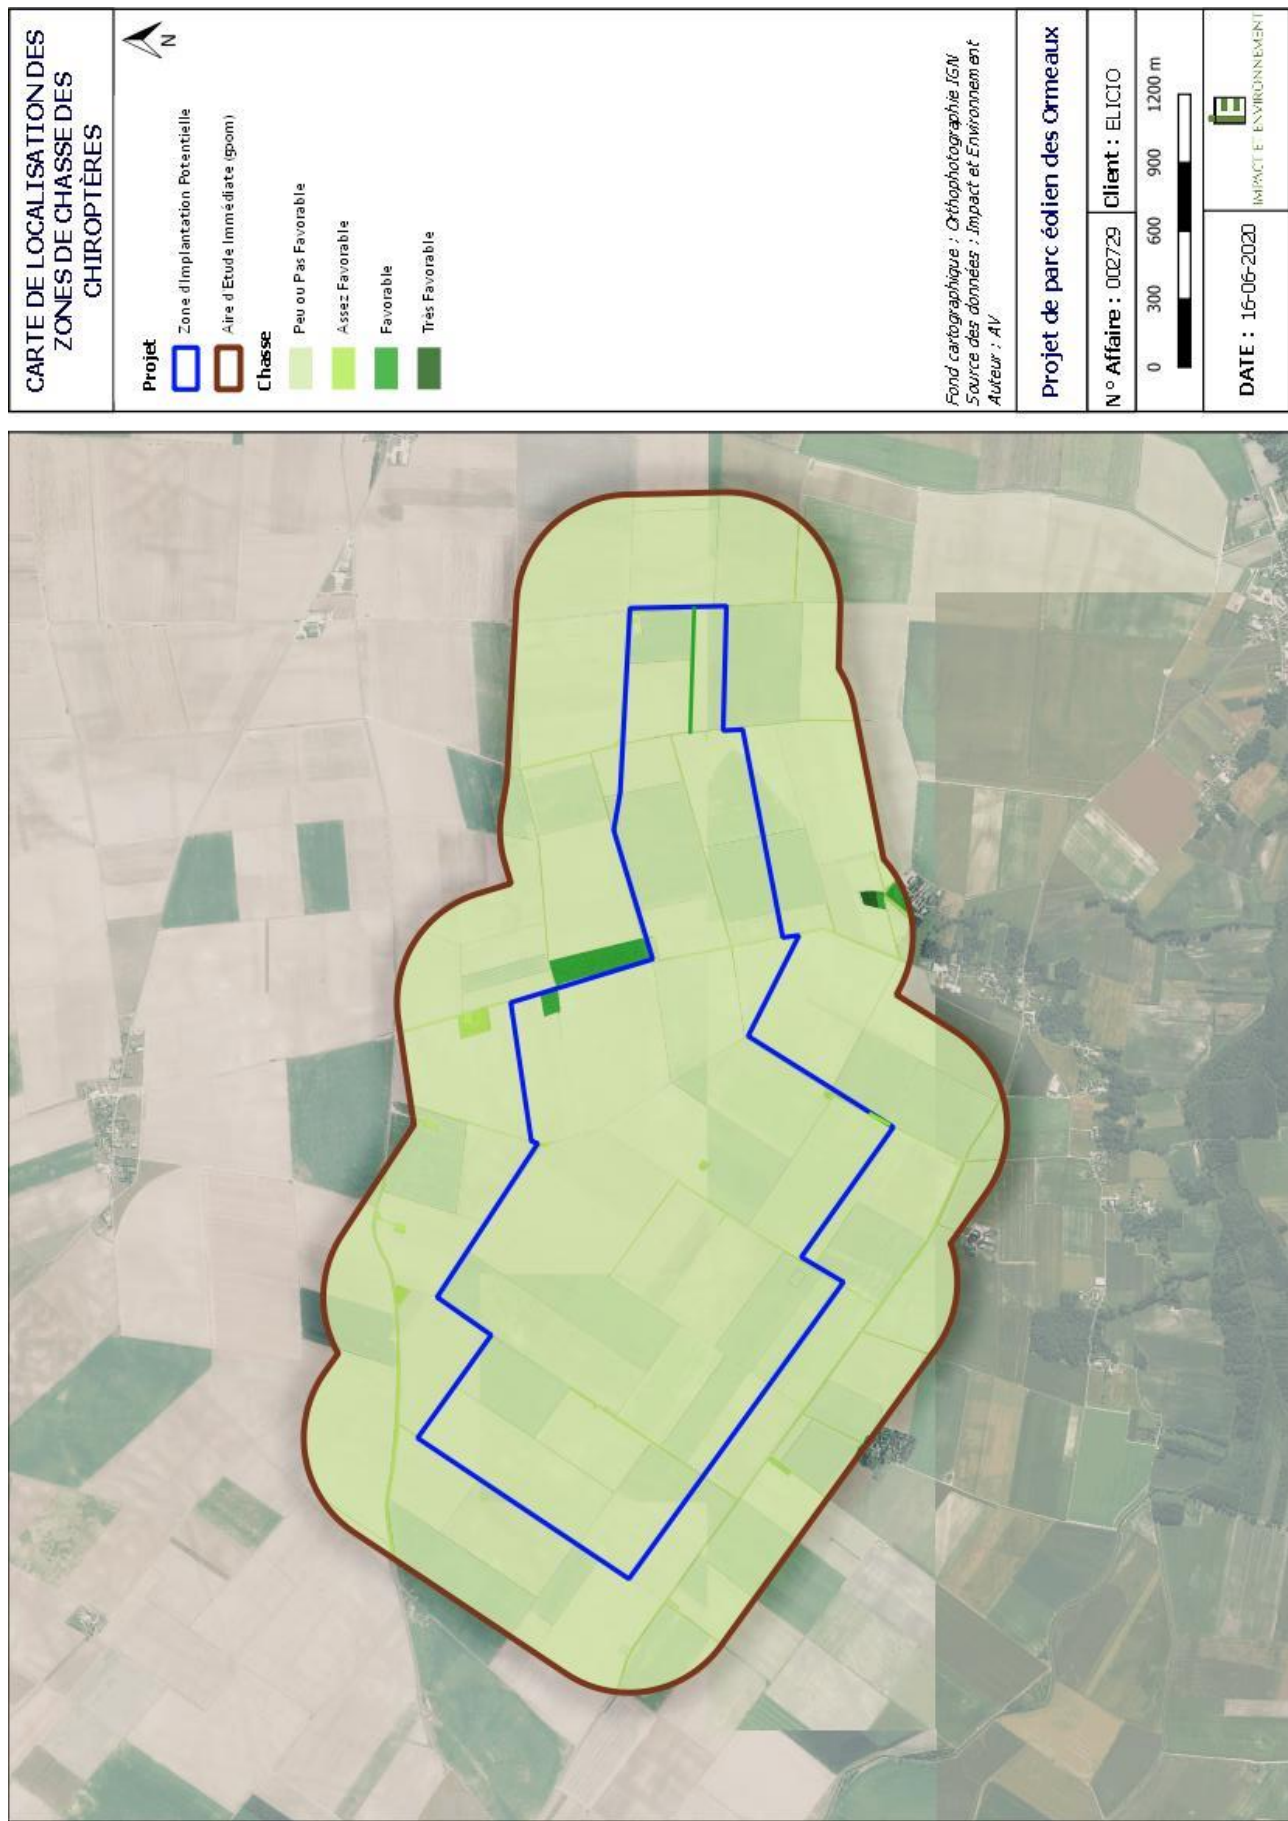 CARTE DE LOCALISATION DES
ZONES DE CHASSE DES
CHIROPTÈRES
N
Projet
Zone d'Implantation Potentielle
Aire d'Etude Immédiate (500m)
Chasse
Peu ou Pas Favorable
Assez Favorable
Favorable
Très Favorable
Fond cartographique : Orthophotographie IGN
Source des données : Impact et Environnement
Auteur : AV
Projet de parc éolien des Ormeaux
N° Affaire : 002729 Client : ELICIO
0 300 600 900 1200 m
DATE : 16-06-2020
IE
IMPACT ET ENVIRONNEMENT